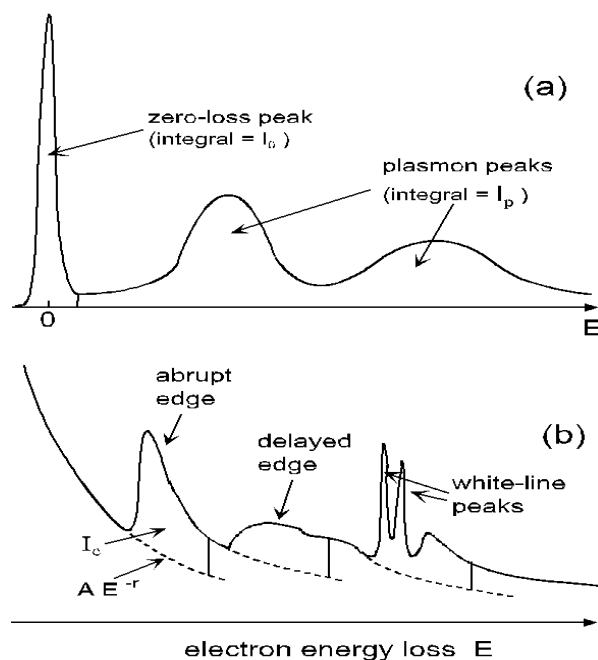 (a)
zero-loss peak
(integral = I₀ )
plasmon peaks
(integral = Iₚ)
0
E
abrupt
edge
(b)
delayed
edge
white-line
peaks
I_c
A E⁻ʳ
electron energy loss E